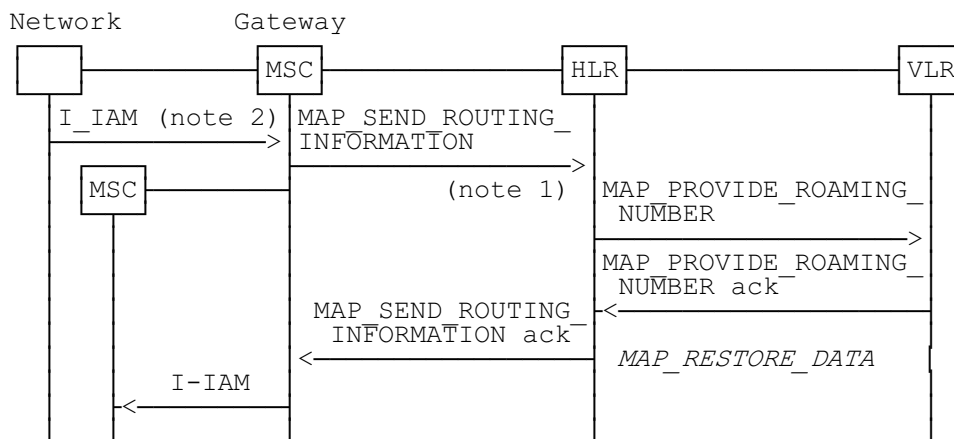 Network Gateway
MSC HLR VLR
I_IAM (note 2) MAP_SEND_ROUTING_
INFORMATION
MSC (note 1) MAP_PROVIDE_ROAMING_
NUMBER
MAP_PROVIDE_ROAMING_
NUMBER ack
MAP_SEND_ROUTING_
INFORMATION ack
MAP_RESTORE_DATA
I-IAM